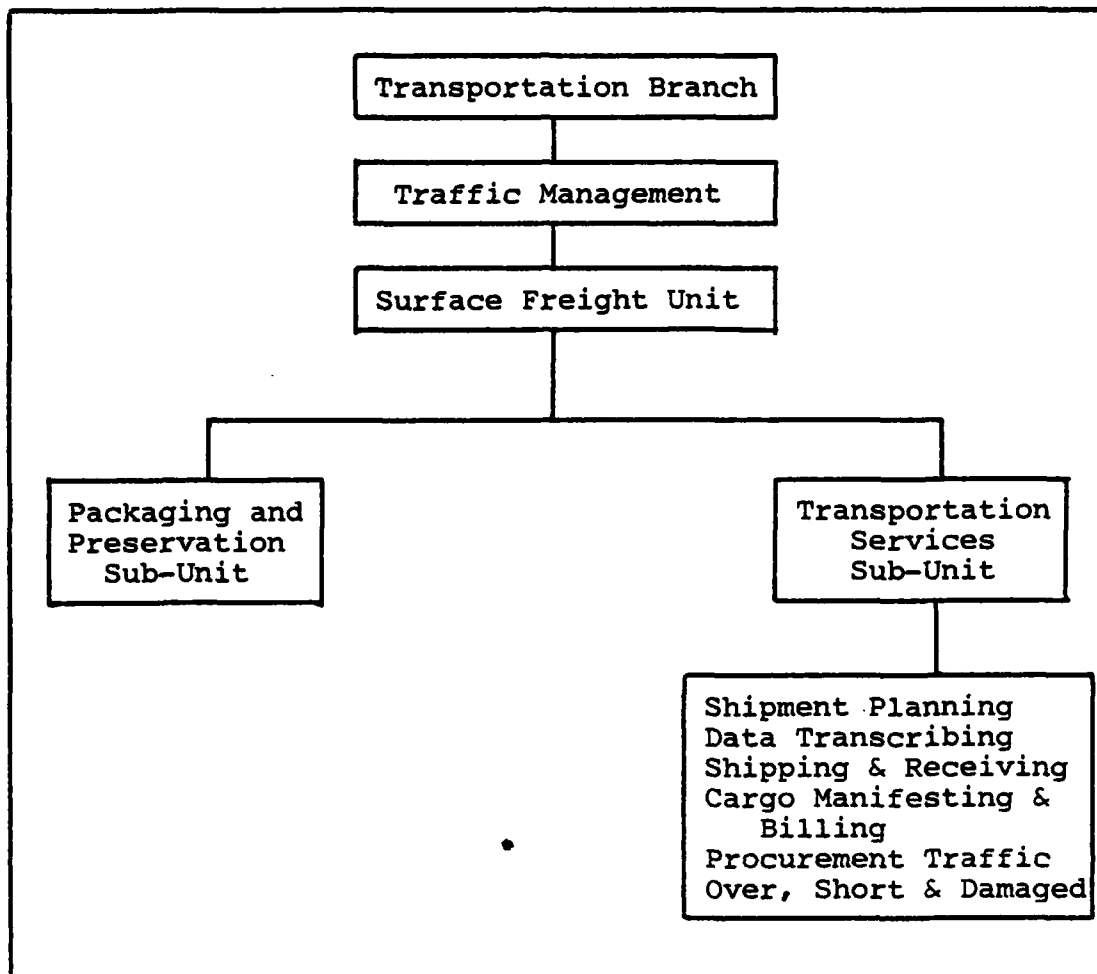 Transportation Branch
Traffic Management
Surface Freight Unit
Packaging and
Preservation
Sub-Unit
Transportation
Services
Sub-Unit
Shipment Planning
Data Transcribing
Shipping & Receiving
Cargo Manifesting &
Billing
Procurement Traffic
Over, Short & Damaged